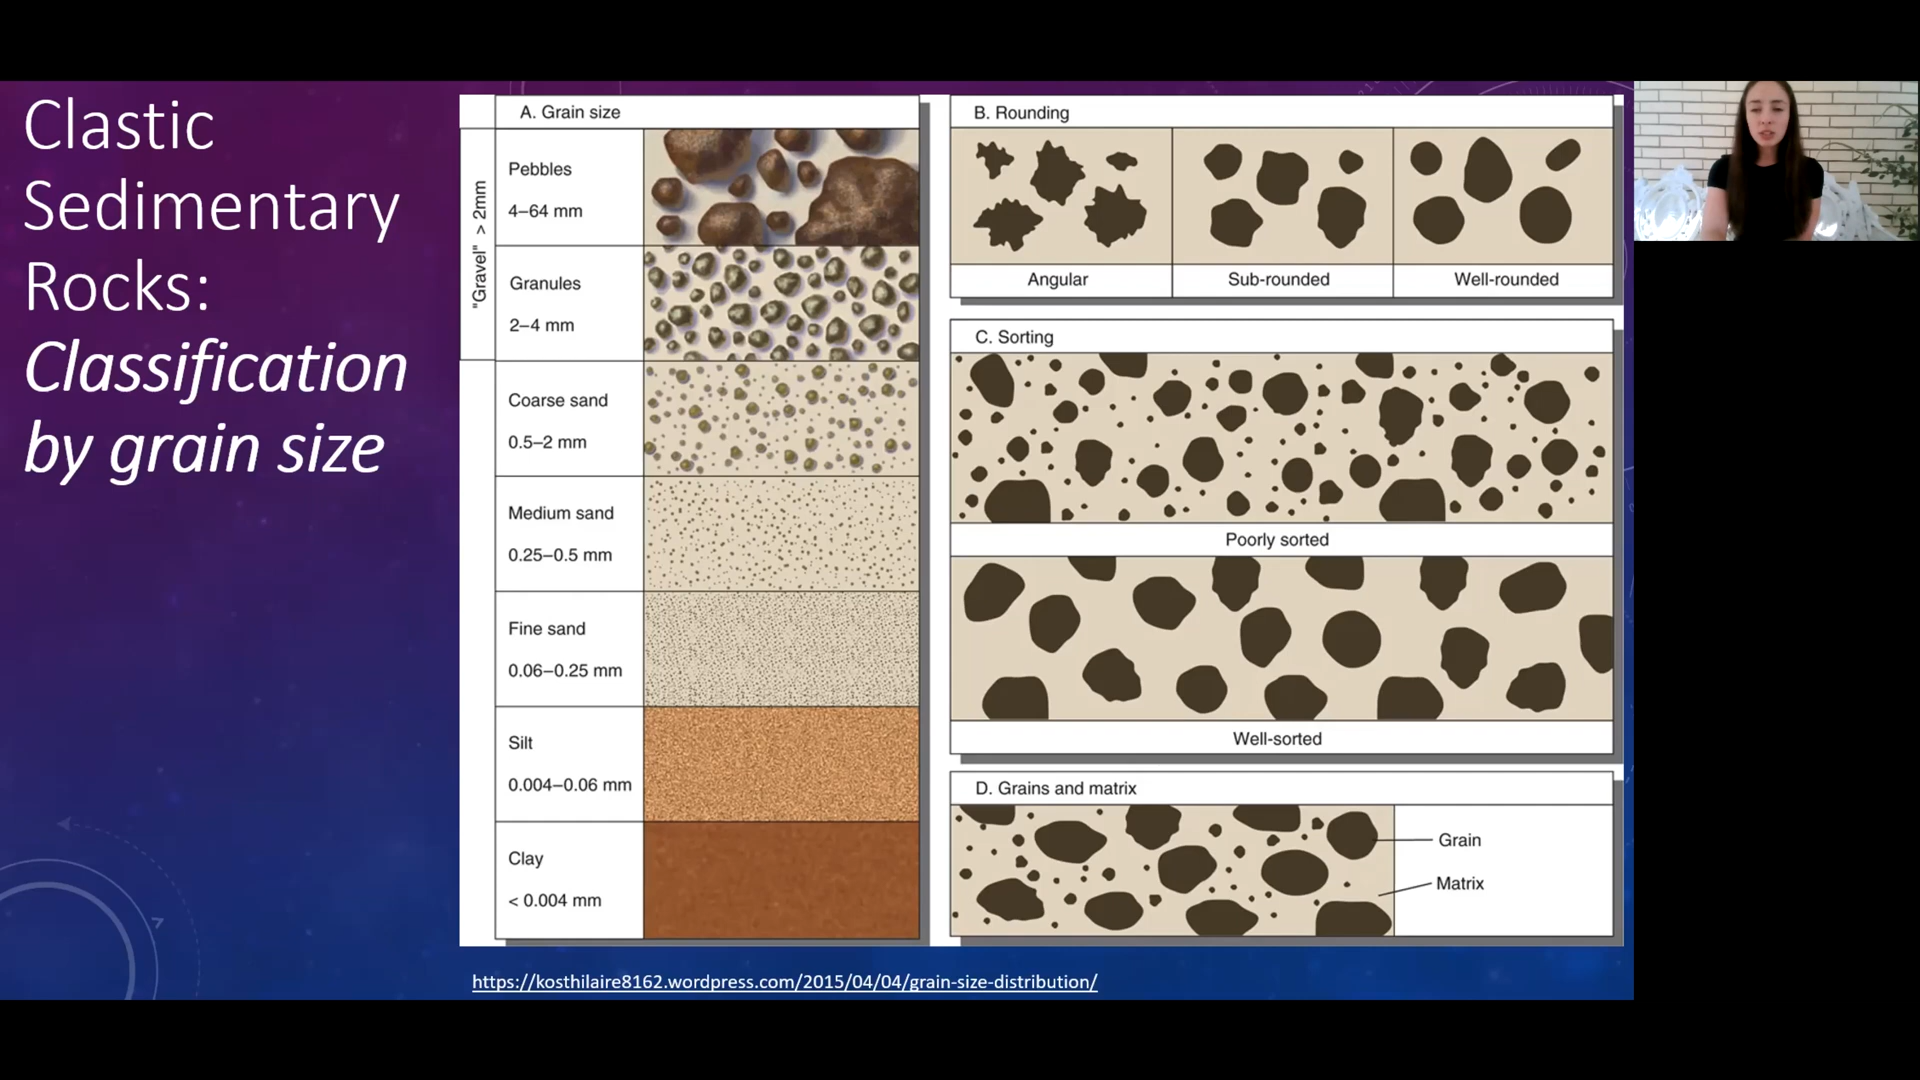 Clastic
Sedimentary
Rocks:
Classification
by grain size
A. Grain size
"Gravel" > 2mm
Pebbles
4–64 mm
Granules
2–4 mm
Coarse sand
0.5–2 mm
Medium sand
0.25–0.5 mm
Fine sand
0.06–0.25 mm
Silt
0.004–0.06 mm
Clay
< 0.004 mm
B. Rounding
Angular
Sub-rounded
Well-rounded
C. Sorting
Poorly sorted
Well-sorted
D. Grains and matrix
Grain
Matrix
https://kosthilaire8162.wordpress.com/2015/04/04/grain-size-distribution/